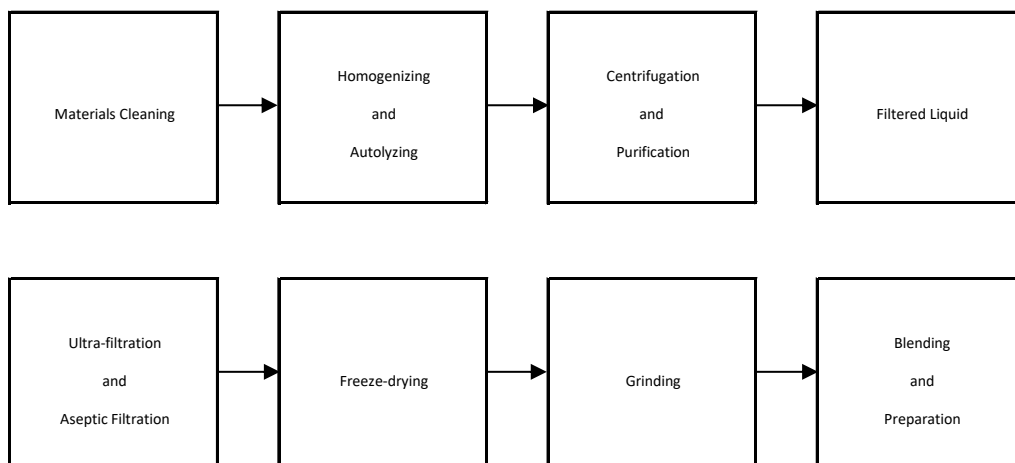 Materials Cleaning
Homogenizing
and
Autolyzing
Centrifugation
and
Purification
Filtered Liquid
Ultra-filtration
and
Aseptic Filtration
Freeze-drying
Grinding
Blending
and
Preparation